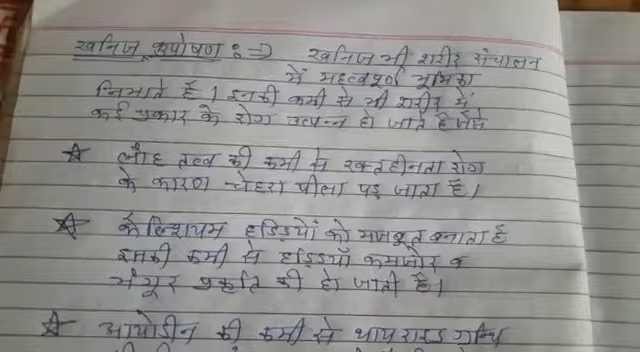 खनिज कुपोषण :-> खनिज भी शरीर संचालन
में महत्वपूर्ण भूमिका
निभाते हैं। इनकी कमी से भी शरीर में
कई प्रकार के रोग उत्पन्न हो जाते हैं जैसे
☆ लौह तत्व की कमी से रक्तहीनता रोग
के कारण चेहरा पीला पड़ जाता है।
☆ कैल्शियम हड्डियों को मजबूत बनाता है
इनकी कमी से हड्डियाँ कमजोर व
भंगूर प्रकृति की हो जाती है।
☆ आयोडीन की कमी से थायराइड ग्रन्थि